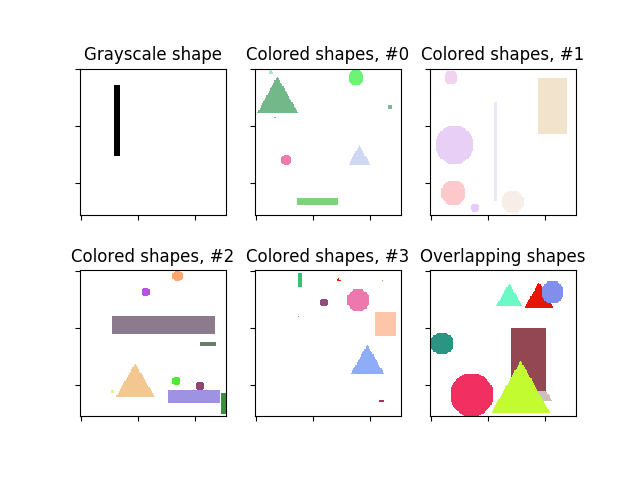 Grayscale shape
Colored shapes, #0
Colored shapes, #1
Colored shapes, #2
Colored shapes, #3
Overlapping shapes